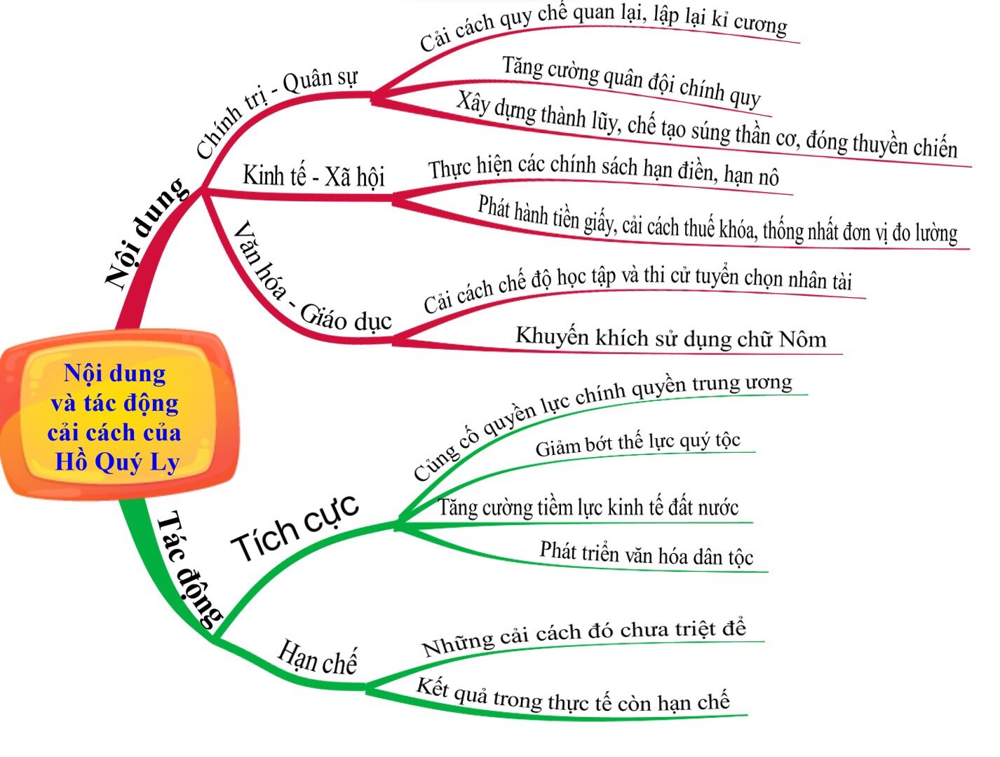 Nội dung
và tác động
cải cách của
Hồ Quý Ly
Nội dung
Chính trị - Quân sự
Cải cách quy chế quan lại, lập lại kỉ cương
Tăng cường quân đội chính quy
Xây dựng thành lũy, chế tạo súng thần cơ, đóng thuyền chiến
Kinh tế - Xã hội
Thực hiện các chính sách hạn điền, hạn nô
Phát hành tiền giấy, cải cách thuế khóa, thống nhất đơn vị đo lường
Văn hóa - Giáo dục
Cải cách chế độ học tập và thi cử tuyển chọn nhân tài
Khuyến khích sử dụng chữ Nôm
Tác động
Tích cực
Củng cố quyền lực chính quyền trung ương
Giảm bớt thế lực quý tộc
Tăng cường tiềm lực kinh tế đất nước
Phát triển văn hóa dân tộc
Hạn chế
Những cải cách đó chưa triệt để
Kết quả trong thực tế còn hạn chế